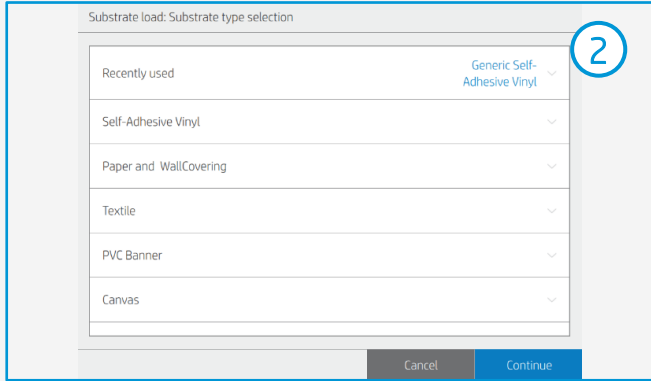 Substrate load: Substrate type selection
2
Recently used
Generic Self-
Adhesive Vinyl
Self-Adhesive Vinyl
Paper and WallCovering
Textile
PVC Banner
Canvas
Cancel
Continue